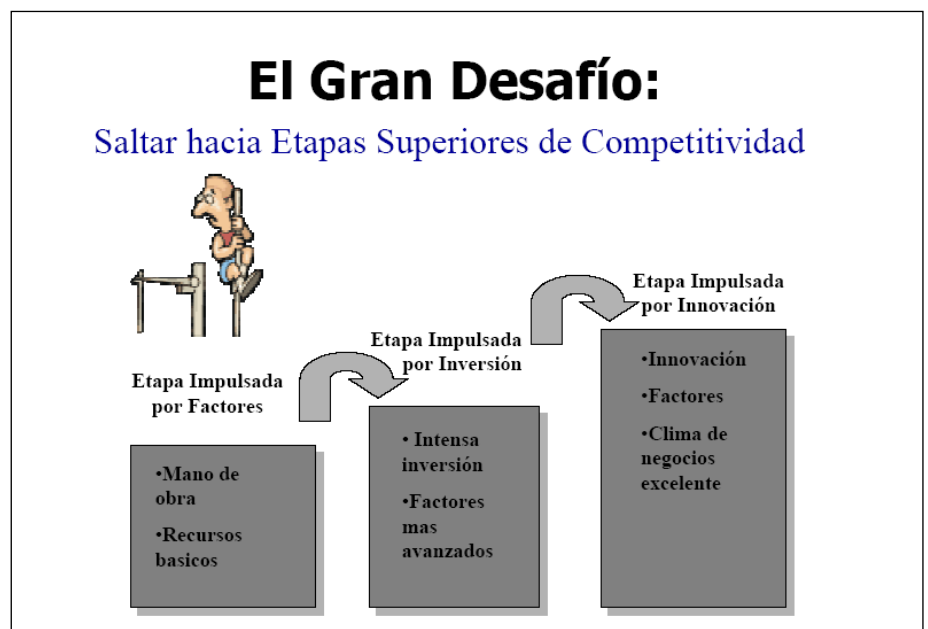 El Gran Desafío:
Saltar hacia Etapas Superiores de Competitividad
Etapa Impulsada
por Factores
•Mano de
obra
•Recursos
basicos
Etapa Impulsada
por Inversión
• Intensa
inversión
•Factores
mas
avanzados
Etapa Impulsada
por Innovación
•Innovación
•Factores
•Clima de
negocios
excelente